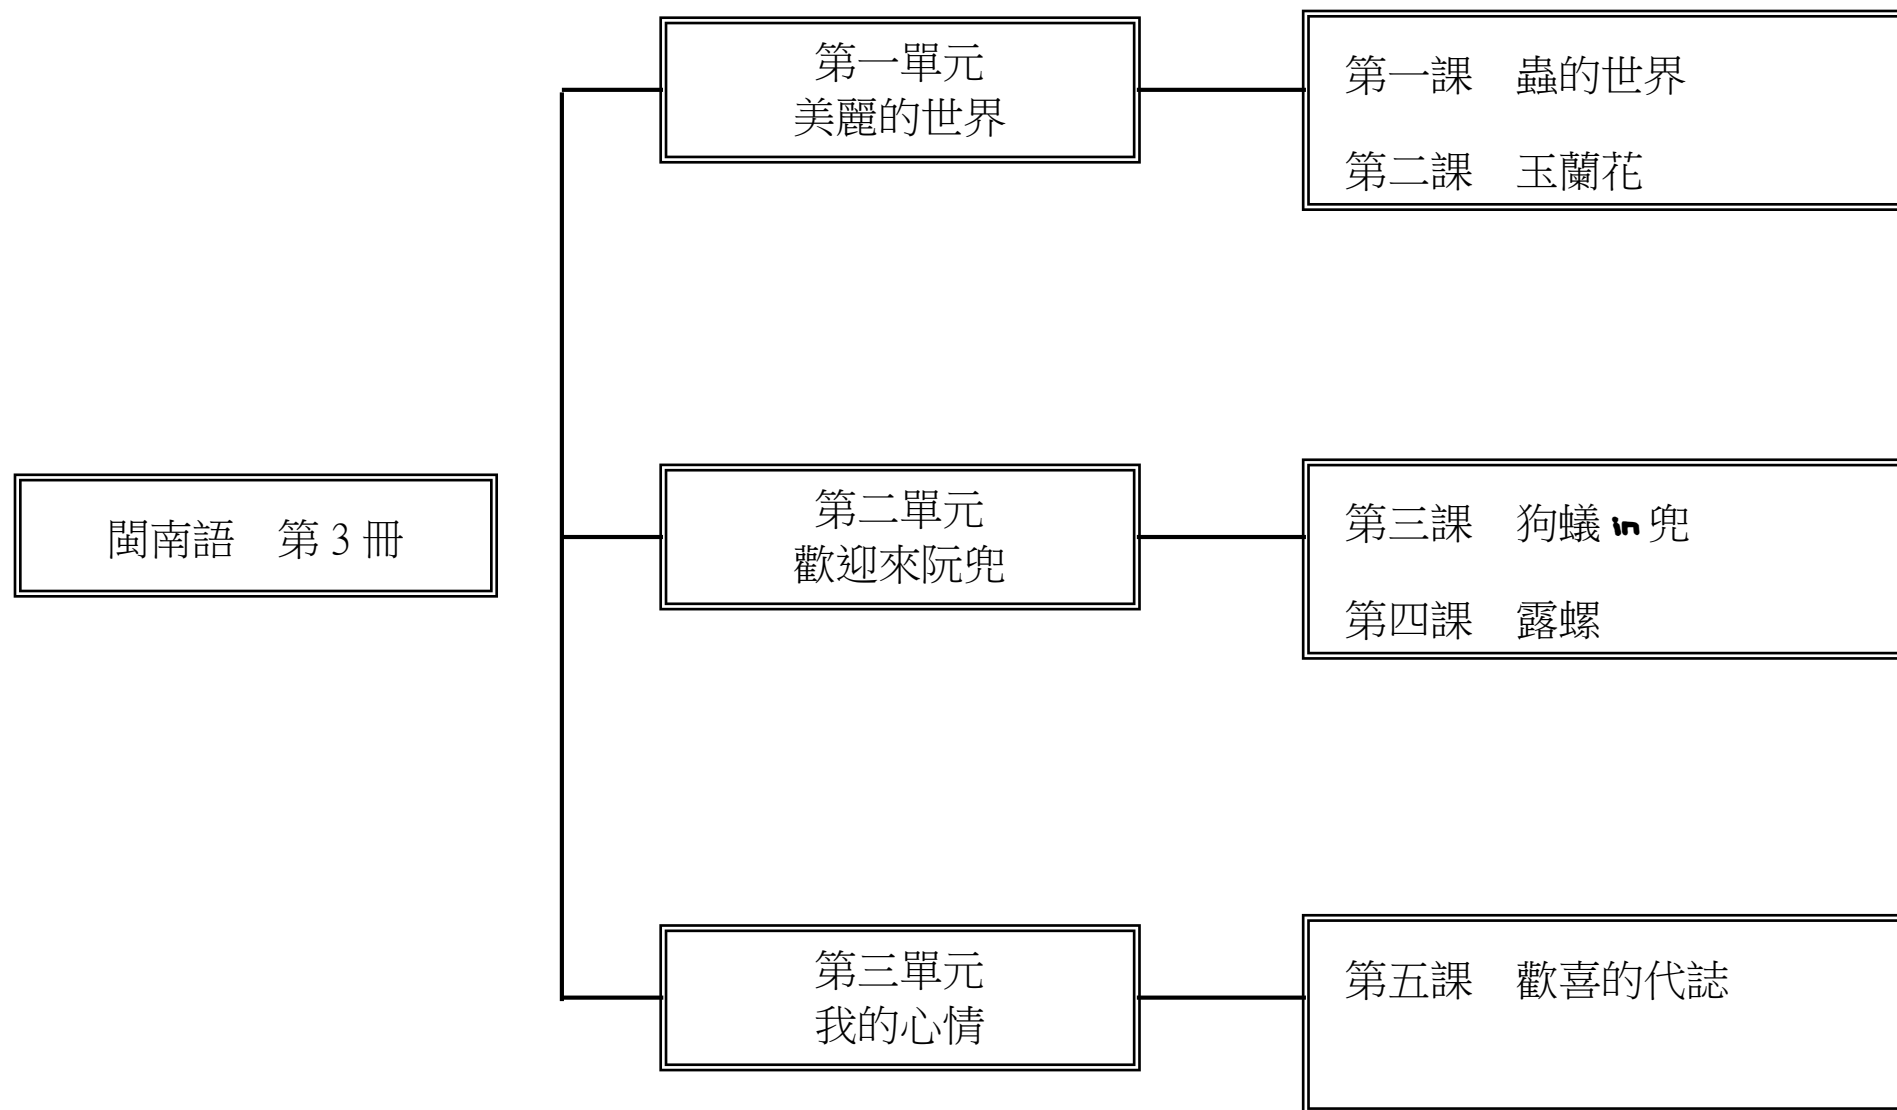 閩南語　第 3 冊
第一單元
美麗的世界
第一課　蟲的世界
第二課　玉蘭花
第二單元
歡迎來阮兜
第三課　狗蟻 in 兜
第四課　露螺
第三單元
我的心情
第五課　歡喜的代誌